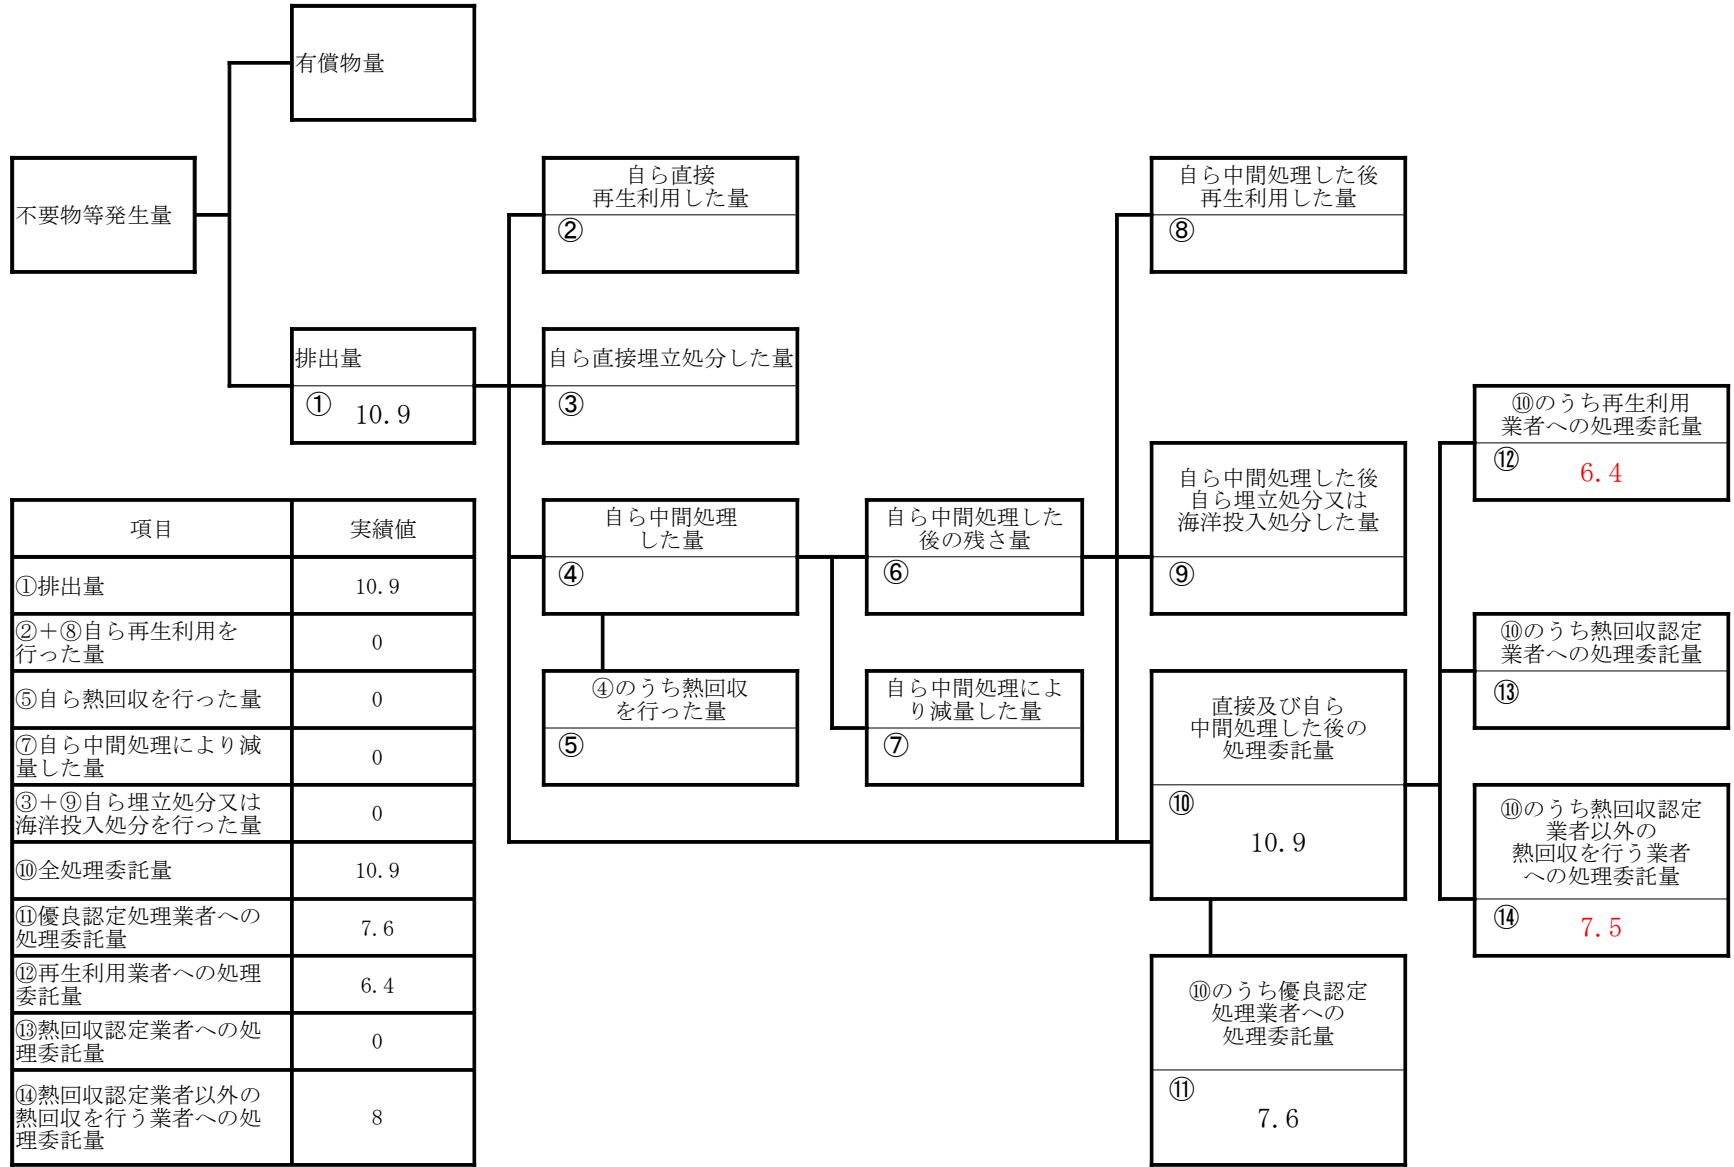 有償物量
不要物等発生量
自ら直接
再生利用した量
②
自ら中間処理した後
再生利用した量
⑧
排出量
① 10.9
自ら直接埋立処分した量
③
自ら中間処理
した量
④
自ら中間処理した
後の残さ量
⑥
自ら中間処理した後
自ら埋立処分又は
海洋投入処分した量
⑨
⑩のうち再生利用
業者への処理委託量
⑫ 6.4
④のうち熱回収
を行った量
⑤
自ら中間処理によ
り減量した量
⑦
直接及び自ら
中間処理した後の
処理委託量
⑩
10.9
⑩のうち熱回収認定
業者への処理委託量
⑬
⑩のうち熱回収認定
業者以外の
熱回収を行う業者
への処理委託量
⑭ 7.5
⑩のうち優良認定
処理業者への
処理委託量
⑪
7.6
項目 実績値
①排出量 10.9
②+⑧自ら再生利用を
行った量 0
⑤自ら熱回収を行った量 0
⑦自ら中間処理により減
量した量 0
③+⑨自ら埋立処分又は
海洋投入処分を行った量 0
⑩全処理委託量 10.9
⑪優良認定処理業者への
処理委託量 7.6
⑫再生利用業者への処理
委託量 6.4
⑬熱回収認定業者への処
理委託量 0
⑭熱回収認定業者以外の
熱回収を行う業者への処
理委託量 8